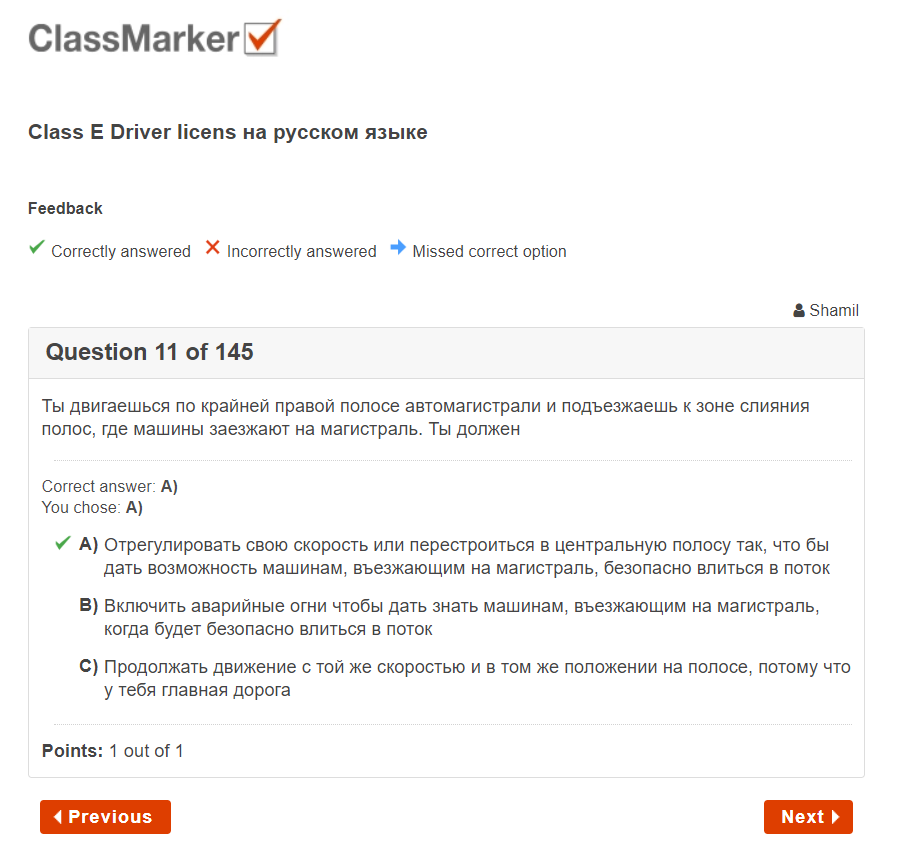 ClassMarker
Class E Driver licens на русском языке
Feedback
Correctly answered Incorrectly answered Missed correct option
Shamil
Question 11 of 145
Ты двигаешься по крайней правой полосе автомагистрали и подъезжаешь к зоне слияния
полос, где машины заезжают на магистраль. Ты должен
Correct answer: A)
You chose: A)
A) Отрегулировать свою скорость или перестроиться в центральную полосу так, что бы
дать возможность машинам, въезжающим на магистраль, безопасно влиться в поток
B) Включить аварийные огни чтобы дать знать машинам, въезжающим на магистраль,
когда будет безопасно влиться в поток
C) Продолжать движение с той же скоростью и в том же положении на полосе, потому что
у тебя главная дорога
Points: 1 out of 1
Previous Next